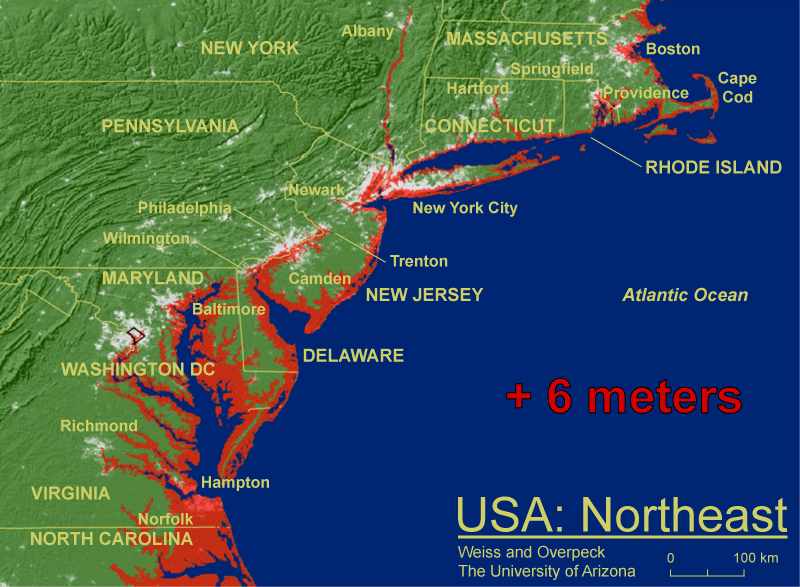 Albany
NEW YORK
MASSACHUSETTS
Boston
Springfield
Cape
Cod
Hartford
Providence
PENNSYLVANIA
CONNECTICUT
RHODE ISLAND
Newark
Philadelphia
New York City
Wilmington
Trenton
MARYLAND
Camden
NEW JERSEY
Atlantic Ocean
Baltimore
DELAWARE
WASHINGTON DC
+ 6 meters
Richmond
Hampton
VIRGINIA
Norfolk
NORTH CAROLINA
USA: Northeast
Weiss and Overpeck
The University of Arizona
0 100 km